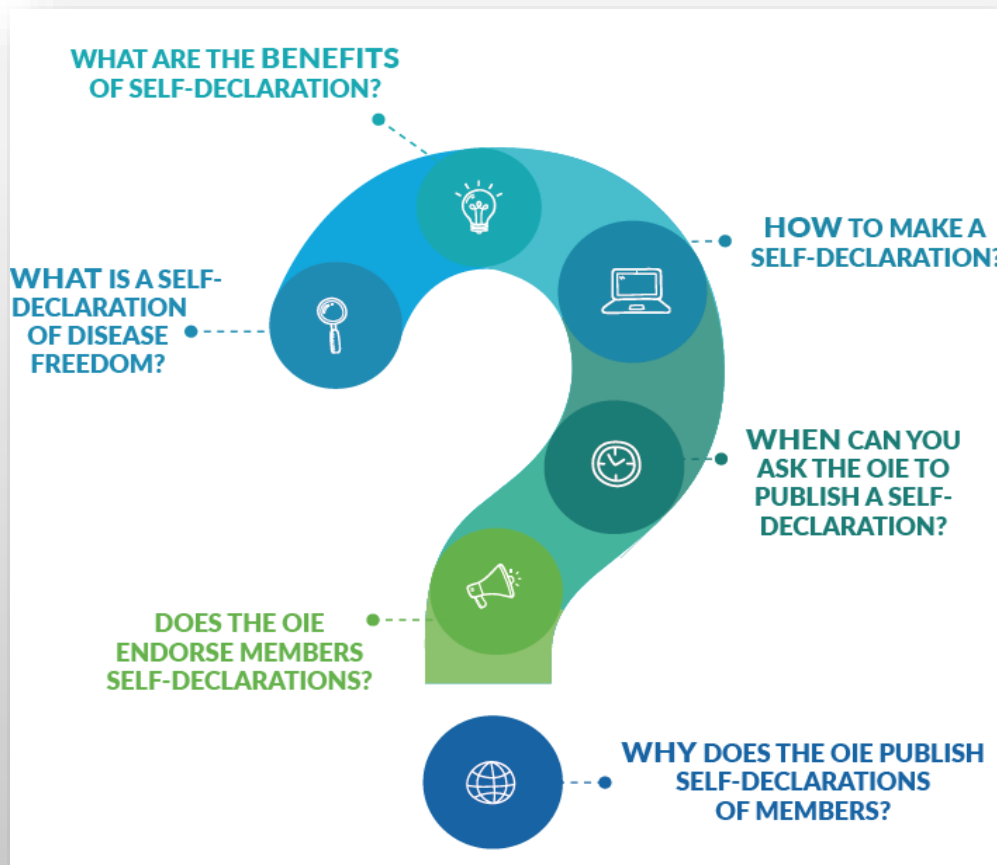 WHAT ARE THE BENEFITS
OF SELF-DECLARATION?
WHAT IS A SELF-
DECLARATION
OF DISEASE
FREEDOM?
HOW TO MAKE A
SELF-DECLARATION?
WHEN CAN YOU
ASK THE OIE TO
PUBLISH A SELF-
DECLARATION?
DOES THE OIE
ENDORSE MEMBERS
SELF-DECLARATIONS?
WHY DOES THE OIE PUBLISH
SELF-DECLARATIONS
OF MEMBERS?